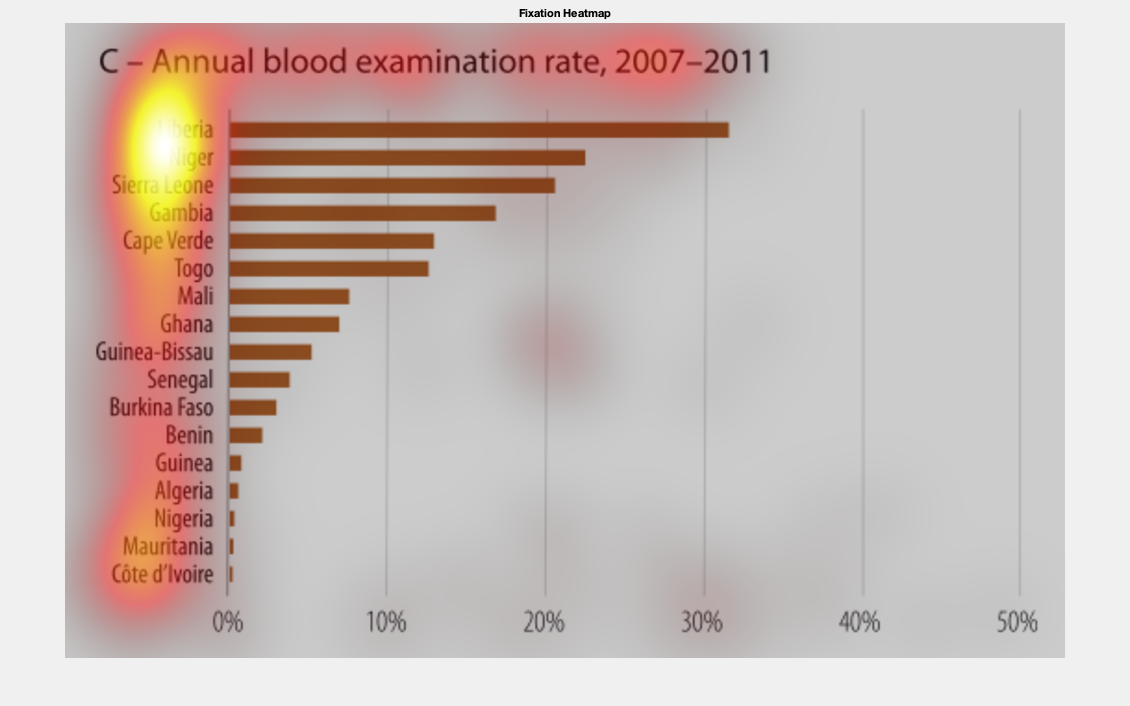 Fixation Heatmap
C – Annual blood examination rate, 2007–2011
Liberia
Niger
Sierra Leone
Gambia
Cape Verde
Togo
Mali
Ghana
Guinea-Bissau
Senegal
Burkina Faso
Benin
Guinea
Algeria
Nigeria
Mauritania
Côte d'Ivoire
0% 10% 20% 30% 40% 50%